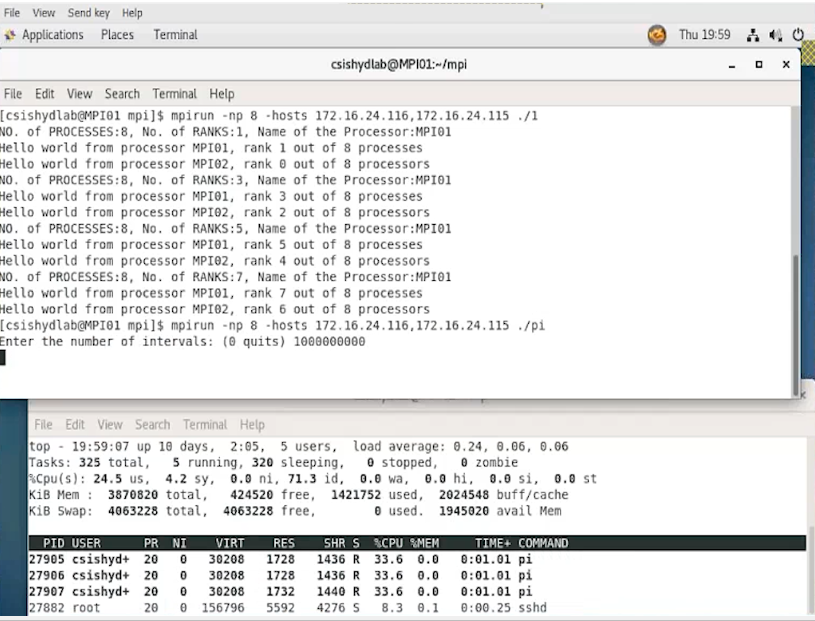 File View Send key Help
Applications Places Terminal Thu 19:59
csishydlab@MPI01:~/mpi
File Edit View Search Terminal Help
[csishydlab@MPI01 mpi]$ mpirun -np 8 -hosts 172.16.24.116,172.16.24.115 ./1
NO. of PROCESSES:8, No. of RANKS:1, Name of the Processor:MPI01
Hello world from processor MPI01, rank 1 out of 8 processes
Hello world from processor MPI02, rank 0 out of 8 processors
NO. of PROCESSES:8, No. of RANKS:3, Name of the Processor:MPI01
Hello world from processor MPI01, rank 3 out of 8 processes
Hello world from processor MPI02, rank 2 out of 8 processors
NO. of PROCESSES:8, No. of RANKS:5, Name of the Processor:MPI01
Hello world from processor MPI01, rank 5 out of 8 processes
Hello world from processor MPI02, rank 4 out of 8 processors
NO. of PROCESSES:8, No. of RANKS:7, Name of the Processor:MPI01
Hello world from processor MPI01, rank 7 out of 8 processes
Hello world from processor MPI02, rank 6 out of 8 processors
[csishydlab@MPI01 mpi]$ mpirun -np 8 -hosts 172.16.24.116,172.16.24.115 ./pi
Enter the number of intervals: (0 quits) 1000000000
File Edit View Search Terminal Help
top - 19:59:07 up 10 days, 2:05, 5 users, load average: 0.24, 0.06, 0.06
Tasks: 325 total, 5 running, 320 sleeping, 0 stopped, 0 zombie
%Cpu(s): 24.5 us, 4.2 sy, 0.0 ni, 71.3 id, 0.0 wa, 0.0 hi, 0.0 si, 0.0 st
KiB Mem : 3870820 total, 424520 free, 1421752 used, 2024548 buff/cache
KiB Swap: 4063228 total, 4063228 free, 0 used. 1945020 avail Mem
PID USER PR NI VIRT RES SHR S %CPU %MEM TIME+ COMMAND
27905 csishyd+ 20 0 30208 1728 1436 R 33.6 0.0 0:01.01 pi
27906 csishyd+ 20 0 30208 1728 1436 R 33.6 0.0 0:01.01 pi
27907 csishyd+ 20 0 30208 1732 1440 R 33.6 0.0 0:01.01 pi
27882 root 20 0 156796 5592 4276 S 8.3 0.1 0:00.25 sshd